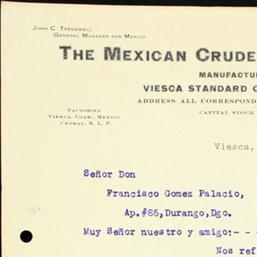 John C. Treadwell
General Manager for Mexico
The Mexican Crude
MANUFACTU
VIESCA STANDARD
ADDRESS ALL CORRESPOND
Factories
Viesca, Coah., Mexico
Cedral, S. L. P.
CAPITAL STOCK
Viesca,
Señor Don
Francisco Gomez Palacio,
Ap.#85,Durango,Dgo.
Muy Señor nuestro y amigo:- - -
Nos ref